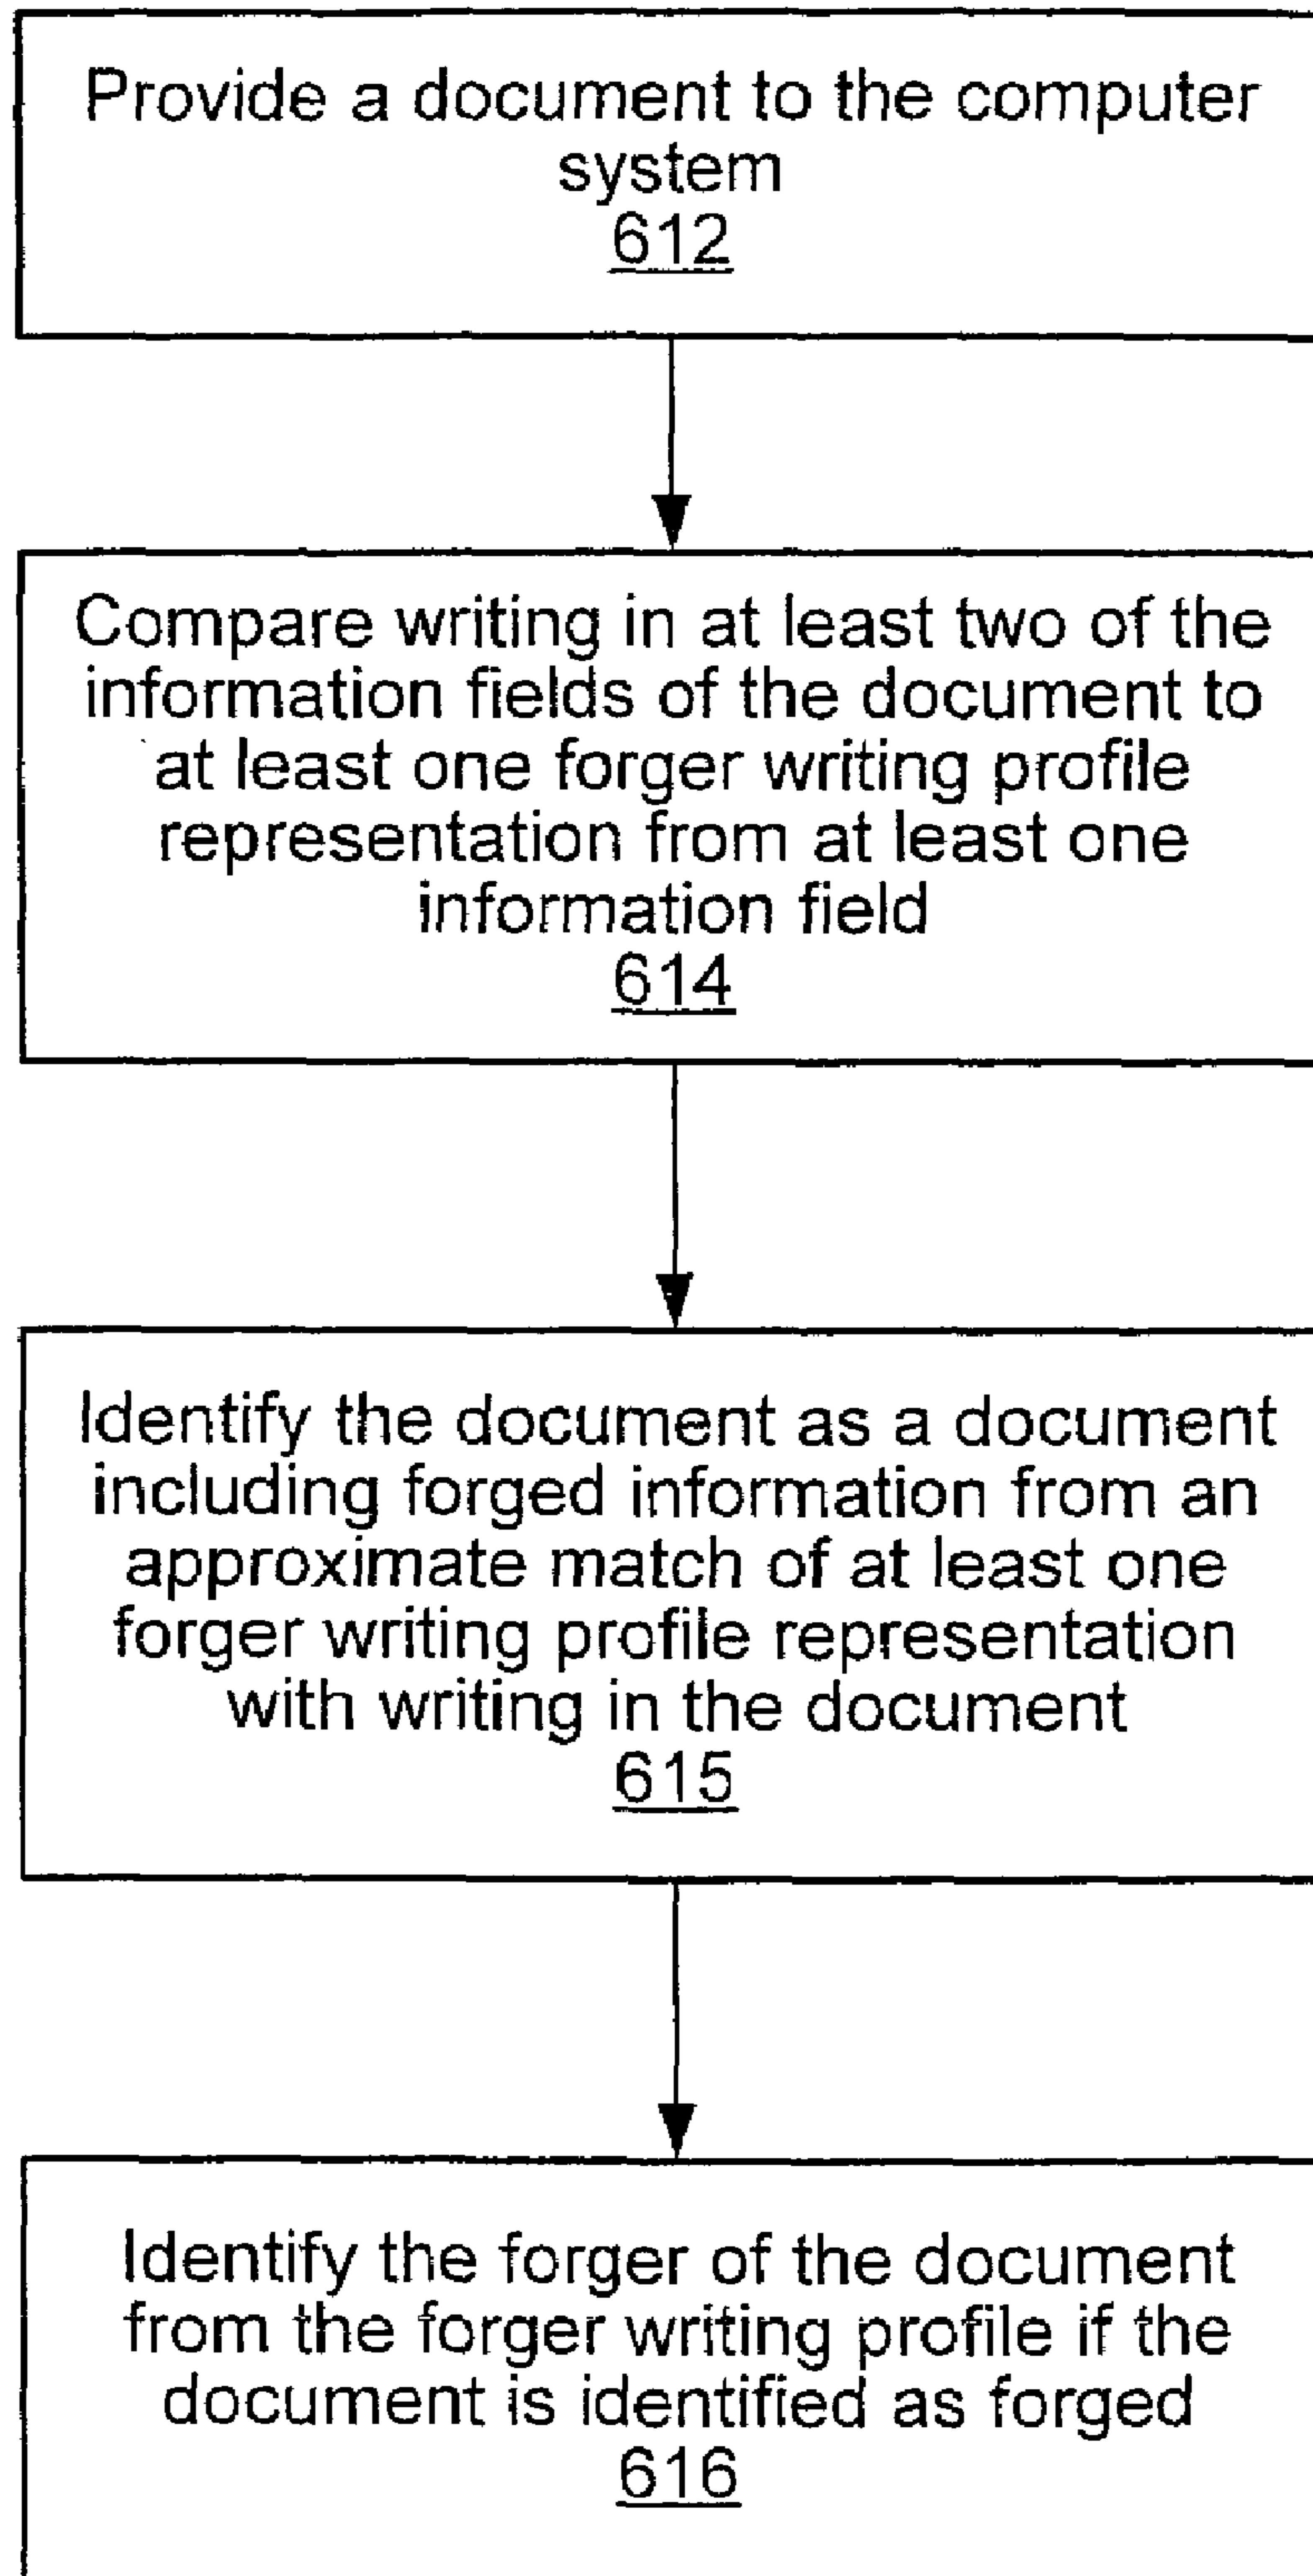 Provide a document to the computer
system
612
Compare writing in at least two of the
information fields of the document to
at least one forger writing profile
representation from at least one
information field
614
Identify the document as a document
including forged information from an
approximate match of at least one
forger writing profile representation
with writing in the document
615
Identify the forger of the document
from the forger writing profile if the
document is identified as forged
616